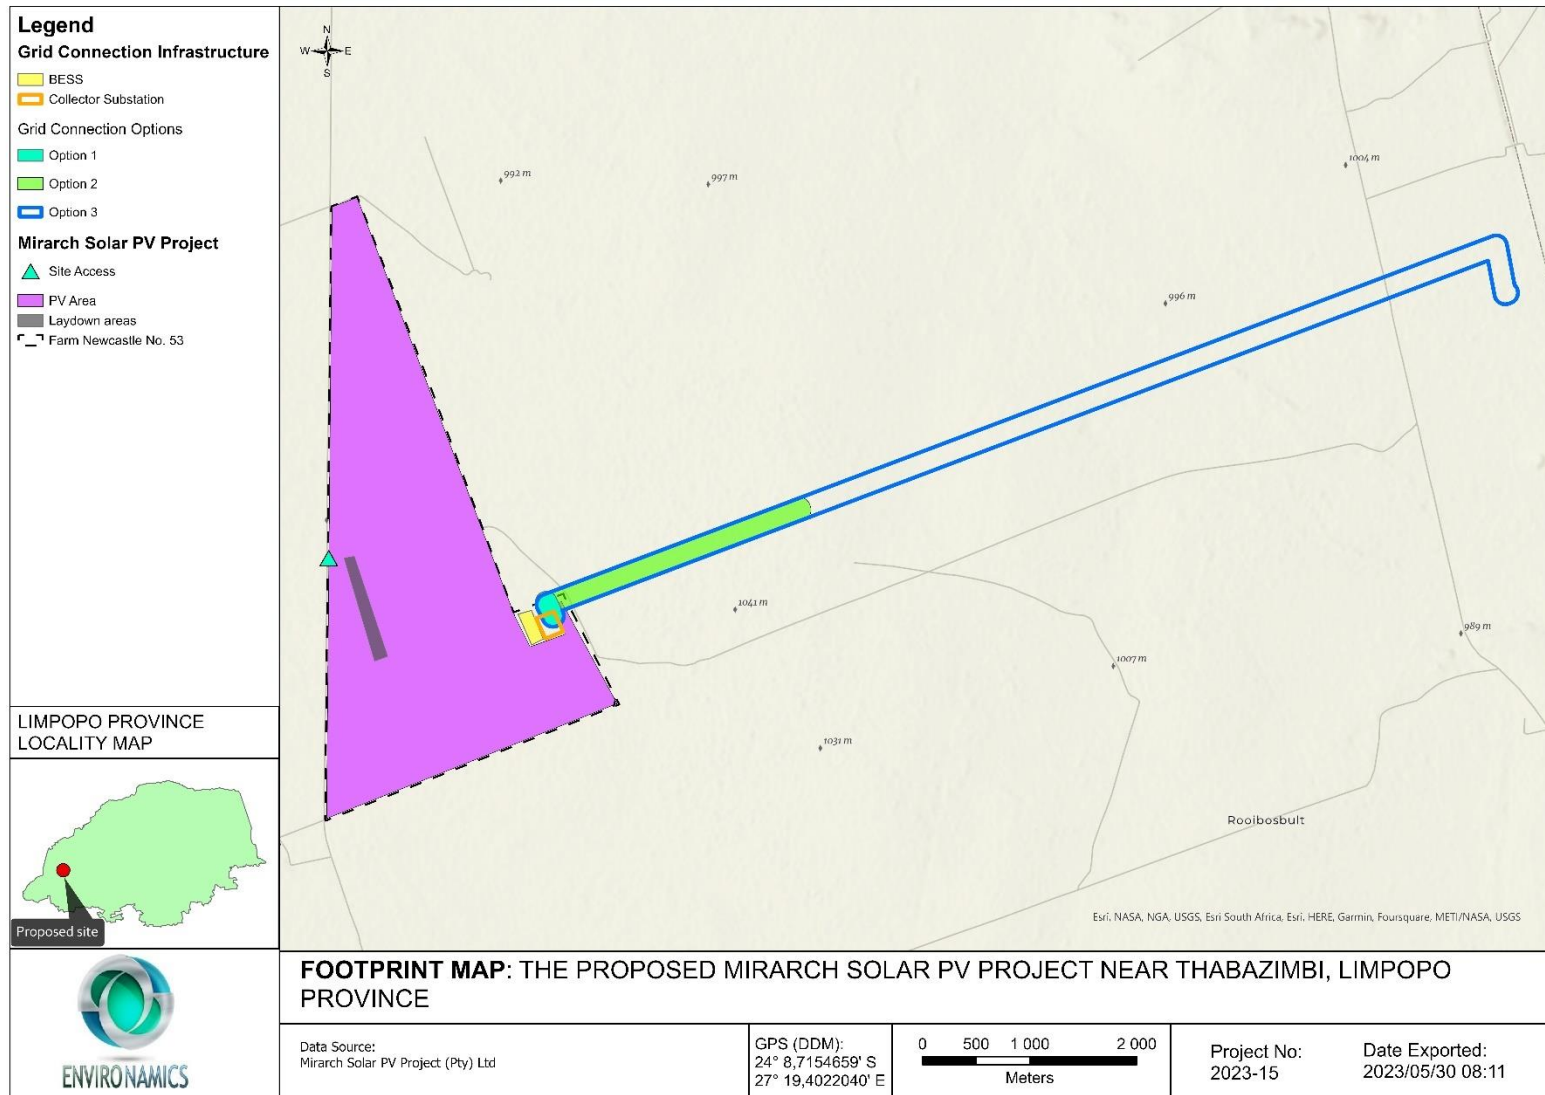 Legend
Grid Connection Infrastructure
BESS
Collector Substation
Grid Connection Options
Option 1
Option 2
Option 3
Mirarch Solar PV Project
Site Access
PV Area
Laydown areas
Farm Newcastle No. 53
LIMPOPO PROVINCE
LOCALITY MAP
Proposed site
ENVIRONAMICS
N
W E
S
992 m
997 m
1004 m
996 m
1041 m
989 m
1007 m
1031 m
Rooibosbult
Esri, NASA, NGA, USGS, Esri South Africa, Esri, HERE, Garmin, Foursquare, METI/NASA, USGS
FOOTPRINT MAP: THE PROPOSED MIRARCH SOLAR PV PROJECT NEAR THABAZIMBI, LIMPOPO
PROVINCE
Data Source:
Mirarch Solar PV Project (Pty) Ltd
GPS (DDM):
24° 8,7154659' S
27° 19,4022040' E
0 500 1 000 2 000
Meters
Project No:
2023-15
Date Exported:
2023/05/30 08:11